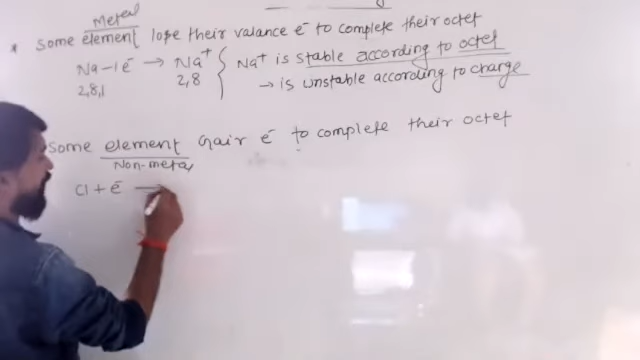 Metal
* Some element lose their valance e⁻ to complete their octet
Na – 1e⁻ → Na⁺ { Na⁺ is stable according to octet
2,8,1 2,8 → is unstable according to charge
Some element Gain e⁻ to complete their octet
Non-metal
Cl + e⁻ →